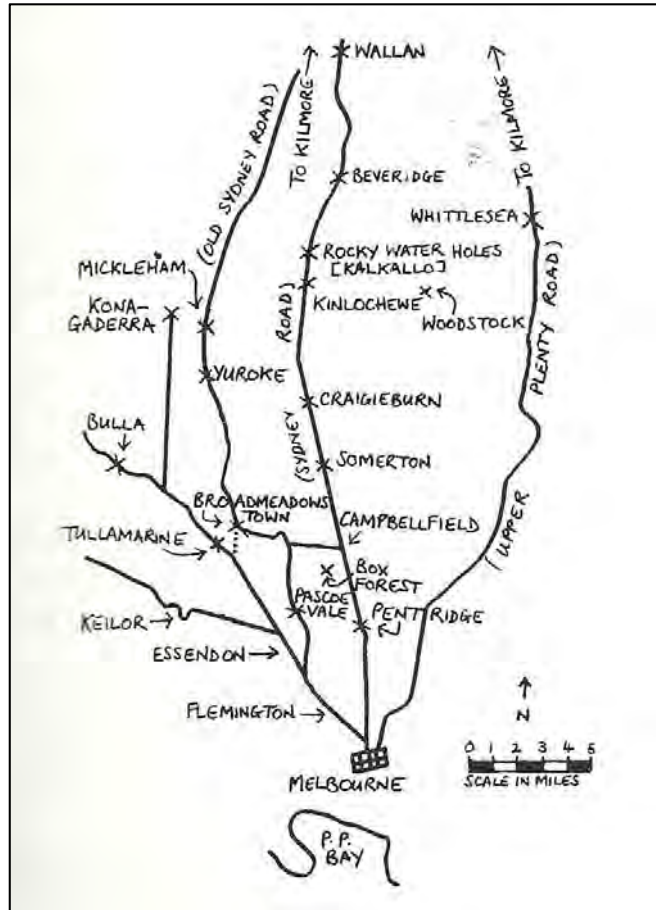 WALLAN
TO KILMORE
TO KILMORE
(OLD SYDNEY ROAD)
BEVERIDGE
WHITTLESEA
ROCKY WATER HOLES
[KALKALLO]
MICKLEHAM
KONA-
GADERRA
KINLOCHEWE
WOODSTOCK
(SYDNEY ROAD)
(UPPER PLENTY ROAD)
YUROKE
CRAIGIEBURN
BULLA
SOMERTON
BROADMEADOWS
TOWN
CAMPBELLFIELD
TULLAMARINE
BOX
FOREST
PASCOE
VALE
PENTRIDGE
KEILOR
ESSENDON
FLEMINGTON
N
0 1 2 3 4 5
SCALE IN MILES
MELBOURNE
P. P.
BAY